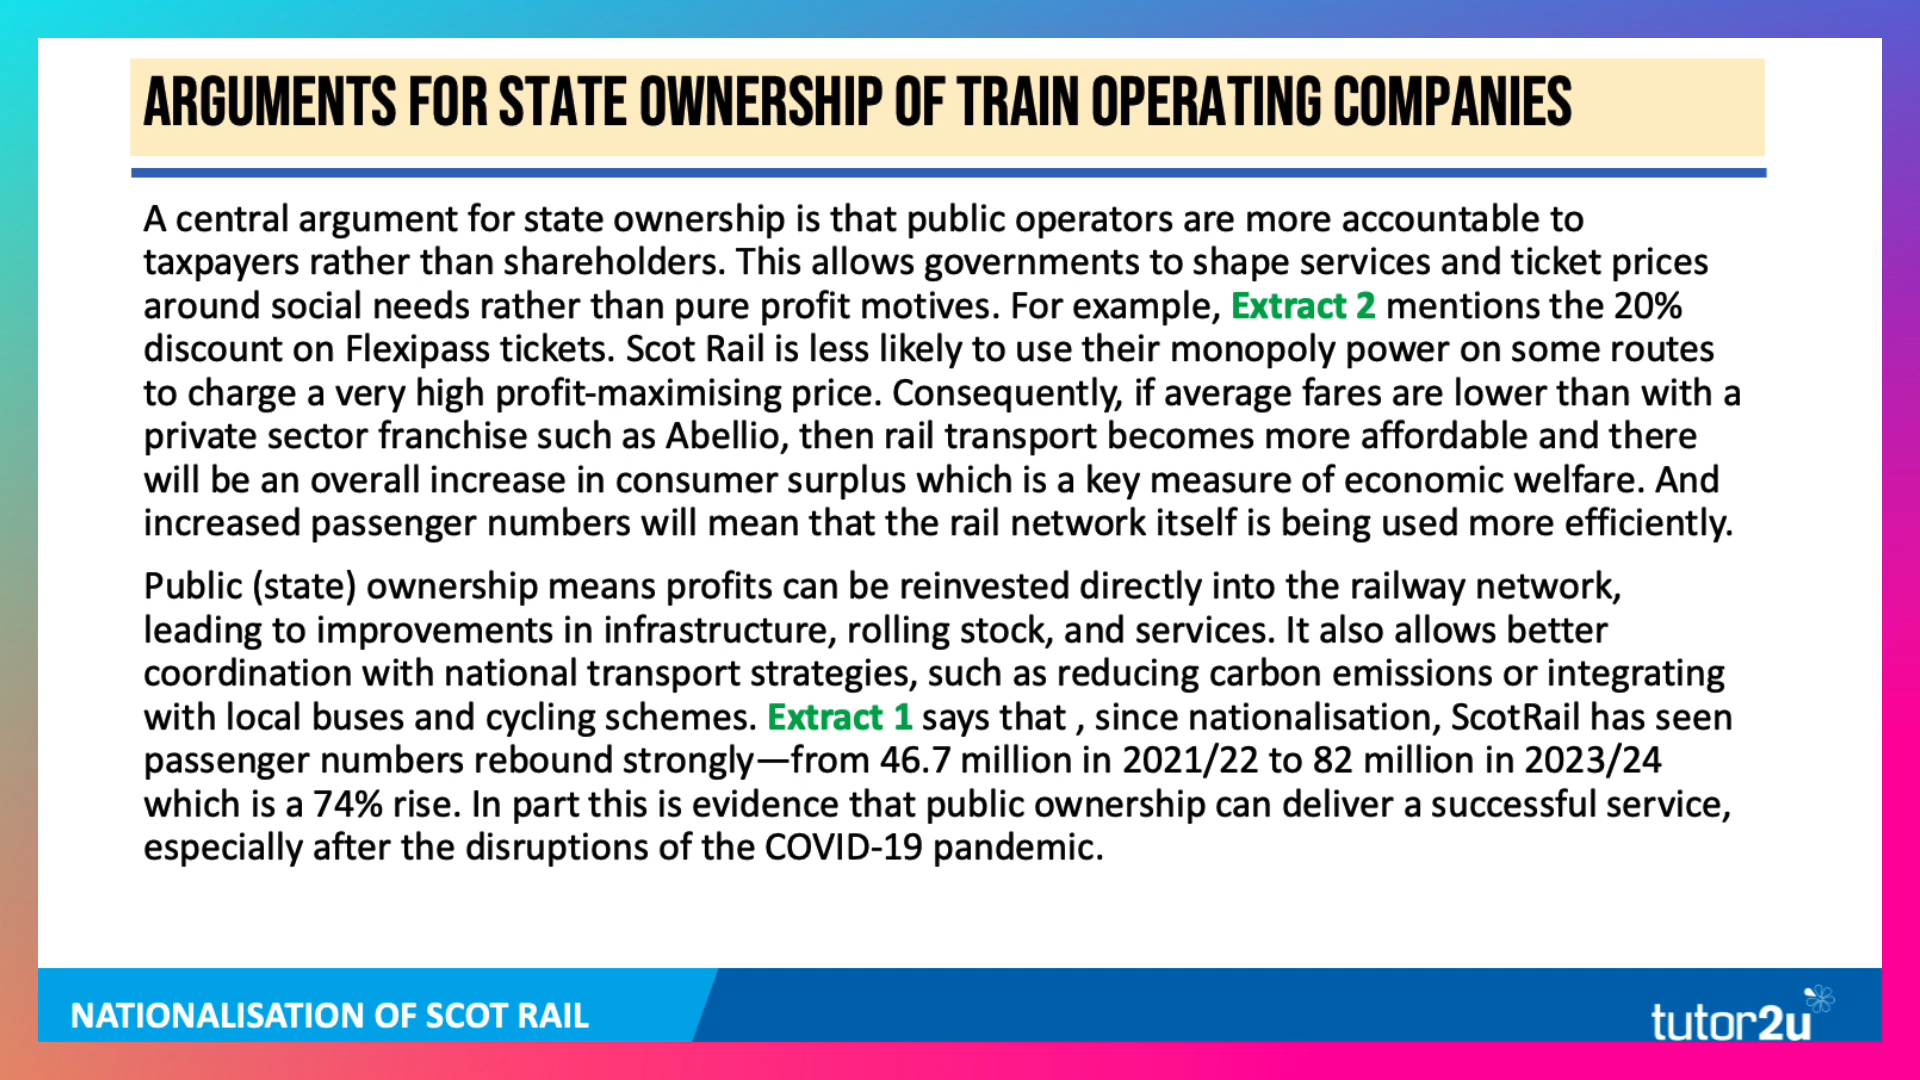 ARGUMENTS FOR STATE OWNERSHIP OF TRAIN OPERATING COMPANIES
A central argument for state ownership is that public operators are more accountable to
taxpayers rather than shareholders. This allows governments to shape services and ticket prices
around social needs rather than pure profit motives. For example, Extract 2 mentions the 20%
discount on Flexipass tickets. Scot Rail is less likely to use their monopoly power on some routes
to charge a very high profit-maximising price. Consequently, if average fares are lower than with a
private sector franchise such as Abellio, then rail transport becomes more affordable and there
will be an overall increase in consumer surplus which is a key measure of economic welfare. And
increased passenger numbers will mean that the rail network itself is being used more efficiently.
Public (state) ownership means profits can be reinvested directly into the railway network,
leading to improvements in infrastructure, rolling stock, and services. It also allows better
coordination with national transport strategies, such as reducing carbon emissions or integrating
with local buses and cycling schemes. Extract 1 says that , since nationalisation, ScotRail has seen
passenger numbers rebound strongly—from 46.7 million in 2021/22 to 82 million in 2023/24
which is a 74% rise. In part this is evidence that public ownership can deliver a successful service,
especially after the disruptions of the COVID-19 pandemic.
NATIONALISATION OF SCOT RAIL
tutor2u